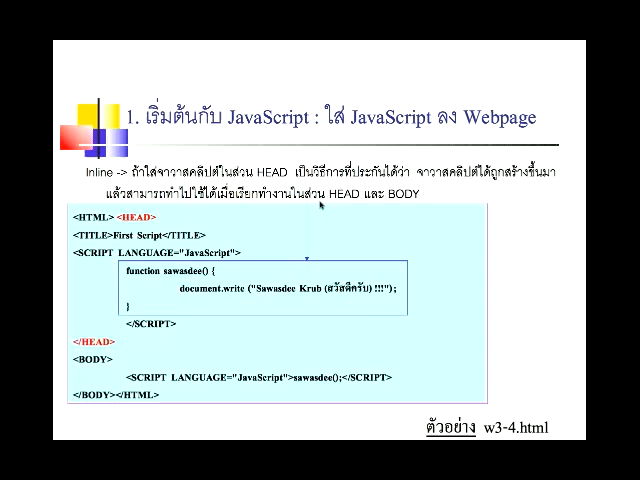 1. เริ่มต้นกับ JavaScript : ใส่ JavaScript ลง Webpage
Inline -> ถ้าใส่จาวาสคลิปต์ในส่วน HEAD เป็นวิธีการที่ประกันได้ว่า จาวาสคลิปต์ได้ถูกสร้างขึ้นมา
แล้วสามารถทำไปใช้ได้เมื่อเรียกทำงานในส่วน HEAD และ BODY
<HTML> <HEAD>
<TITLE>First Script</TITLE>
<SCRIPT LANGUAGE="JavaScript">
function sawasdee() {
document.write ("Sawasdee Krub (สวัสดีครับ) !!!") ;
}
</SCRIPT>
</HEAD>
<BODY>
<SCRIPT LANGUAGE="JavaScript">sawasdee();</SCRIPT>
</BODY></HTML>
ตัวอย่าง w3-4.html